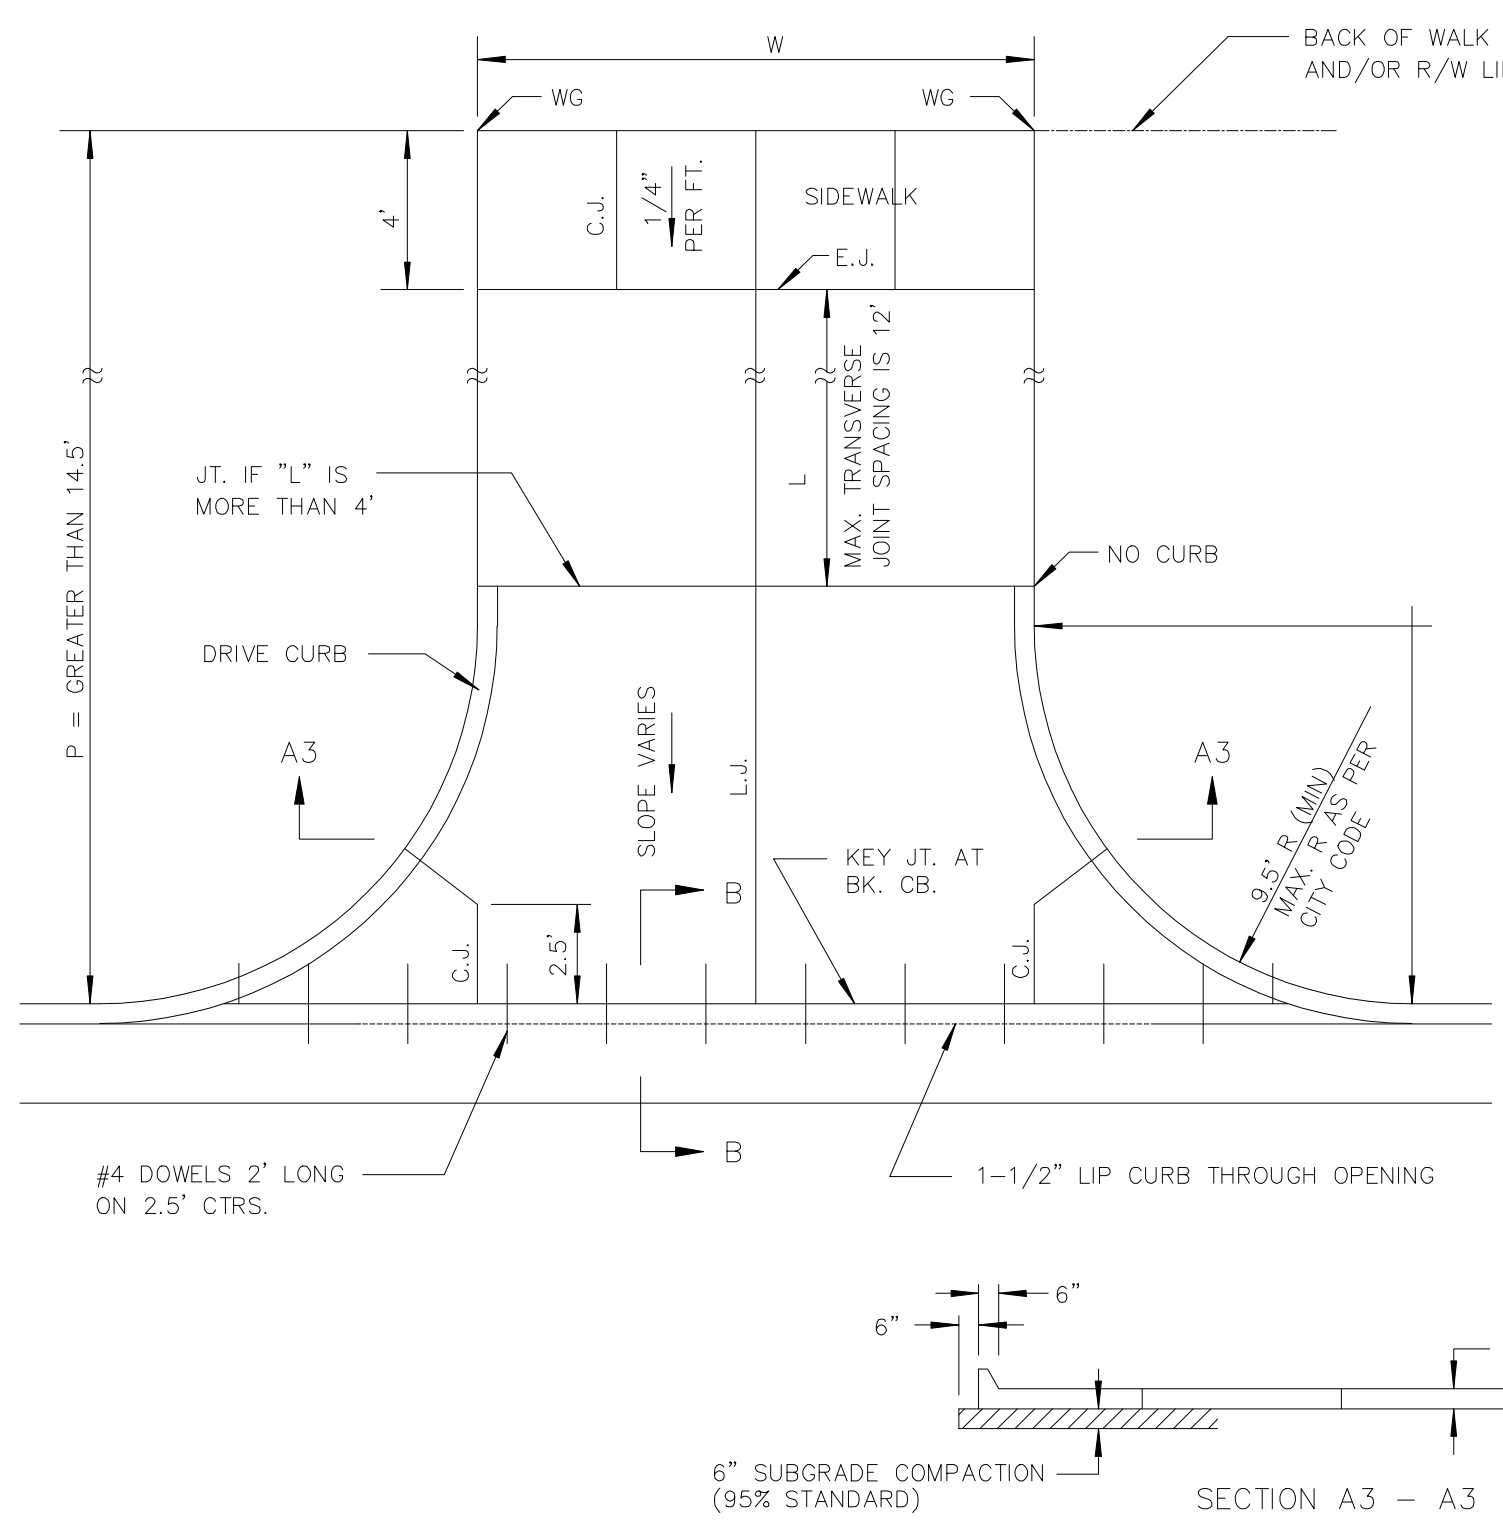 W
BACK OF WALK
AND/OR R/W
WG
WG
4'
C.J.
1/4"
PER FT.
SIDEWALK
E.J.
P = GREATER THAN 14.5'
JT. IF "L" IS
MORE THAN 4'
L
MAX. TRANSVERSE
JOINT SPACING IS 12'
NO CURB
DRIVE CURB
SLOPE VARIES
L.J.
A3
A3
9.5' R (MIN)
MAX. R AS PER
CITY CODE
KEY JT. AT
BK. CB.
B
C.J.
2.5'
C.J.
B
#4 DOWELS 2' LONG
ON 2.5' CTRS.
1-1/2" LIP CURB THROUGH OPENING
6"
6"
6" SUBGRADE COMPACTION
(95% STANDARD)
SECTION A3 - A3